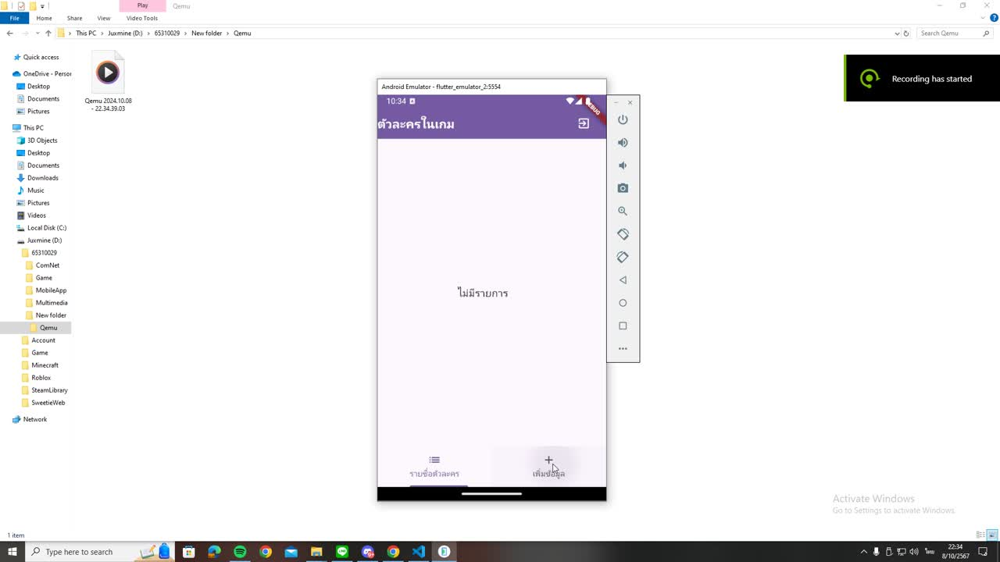 Play
Qemu
File
Home
Share
View
Video Tools
This PC
Juxmine (D:)
65310029
New folder
Qemu
Search Qemu
Quick access
OneDrive - Person
Desktop
Documents
Pictures
This PC
3D Objects
Desktop
Documents
Downloads
Music
Pictures
Videos
Local Disk (C:)
Juxmine (D:)
65310029
ComNet
Game
MobileApp
Multimedia
New folder
Qemu
Account
Game
Minecraft
Roblox
SteamLibrary
SweetieWeb
Network
Qemu 2024.10.08
- 22.34.39.03
Android Emulator - flutter_emulator_2:5554
10:34
DEBUG
ตัวละครในเกม
ไม่มีรายการ
รายชื่อตัวละคร
เพิ่มข้อมูล
Recording has started
Activate Windows
Go to Settings to activate Windows.
1 item
Type here to search
ไทย
22:34
8/10/2567